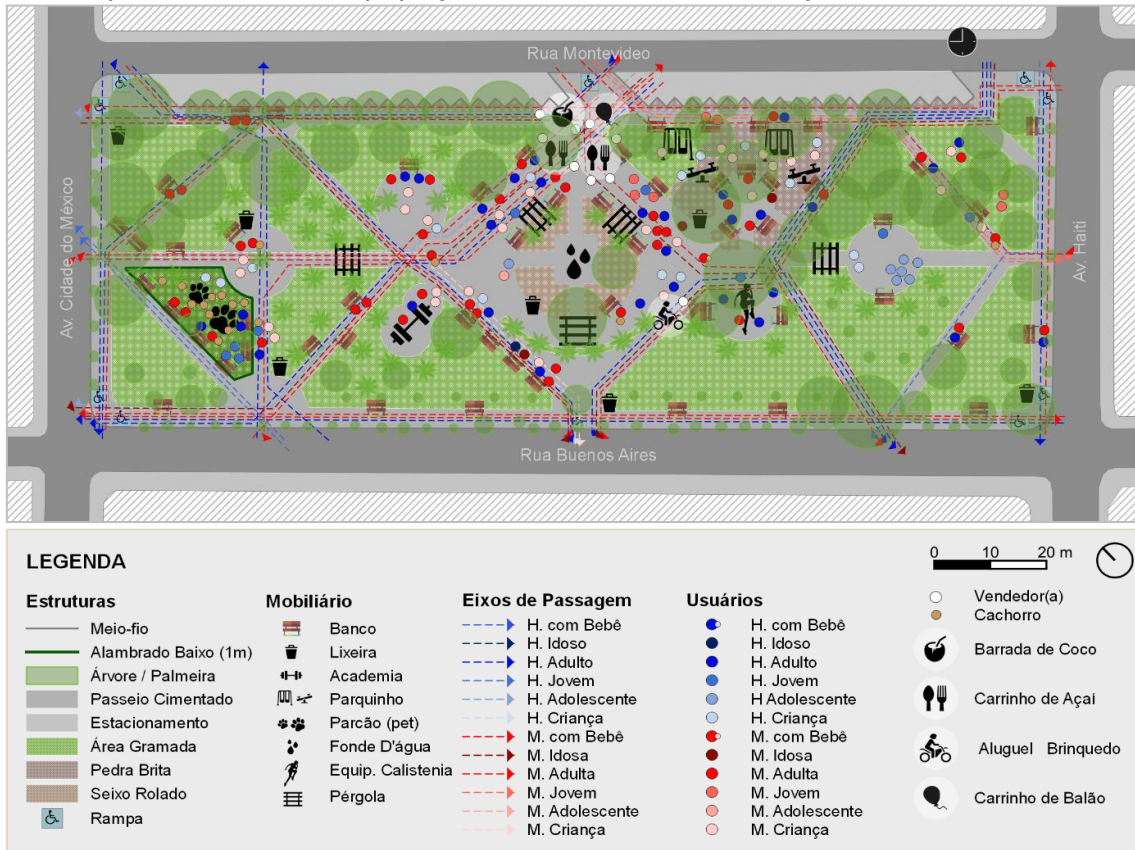 Rua Montevideo
Av. Cidade do México
Av. Haiti
Rua Buenos Aires
LEGENDA
0 10 20 m
Estruturas
Meio-fio
Alambrado Baixo (1m)
Árvore / Palmeira
Passeio Cimentado
Estacionamento
Área Gramada
Pedra Brita
Seixo Rolado
Rampa
Mobiliário
Banco
Lixeira
Academia
Parquinho
Parcão (pet)
Fonde D'água
Equip. Calistenia
Pérgola
Eixos de Passagem
H. com Bebê
H. Idoso
H. Adulto
H. Jovem
H. Adolescente
H. Criança
M. com Bebê
M. Idosa
M. Adulta
M. Jovem
M. Adolescente
M. Criança
Usuários
H. com Bebê
H. Idoso
H. Adulto
H. Jovem
H Adolescente
H. Criança
M. com Bebê
M. Idosa
M. Adulta
M. Jovem
M. Adolescente
M. Criança
Vendedor(a)
Cachorro
Barrada de Coco
Carrinho de Açaí
Aluguel Brinquedo
Carrinho de Balão